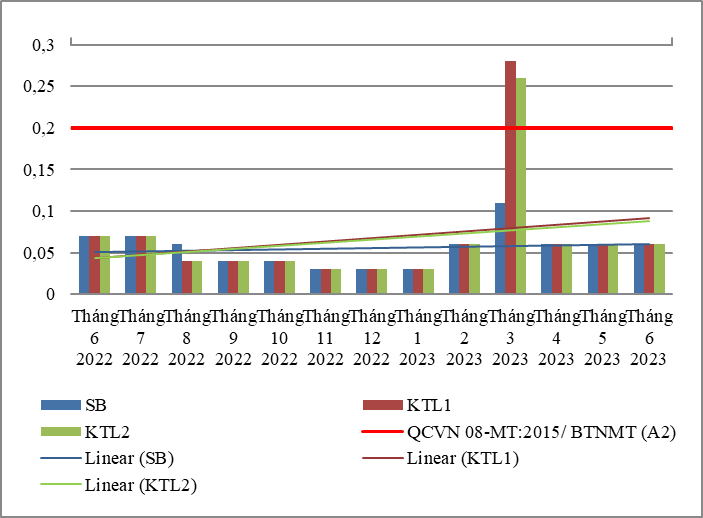 0,3
0,25
0,2
0,15
0,1
0,05
0
Tháng Tháng Tháng Tháng Tháng Tháng Tháng Tháng Tháng Tháng Tháng Tháng Tháng
6 7 8 9 10 11 12 1 2 3 4 5 6
2022 2022 2022 2022 2022 2022 2022 2023 2023 2023 2023 2023 2023
SB KTL1
KTL2 QCVN 08-MT:2015/ BTNMT (A2)
Linear (SB) Linear (KTL1)
Linear (KTL2)